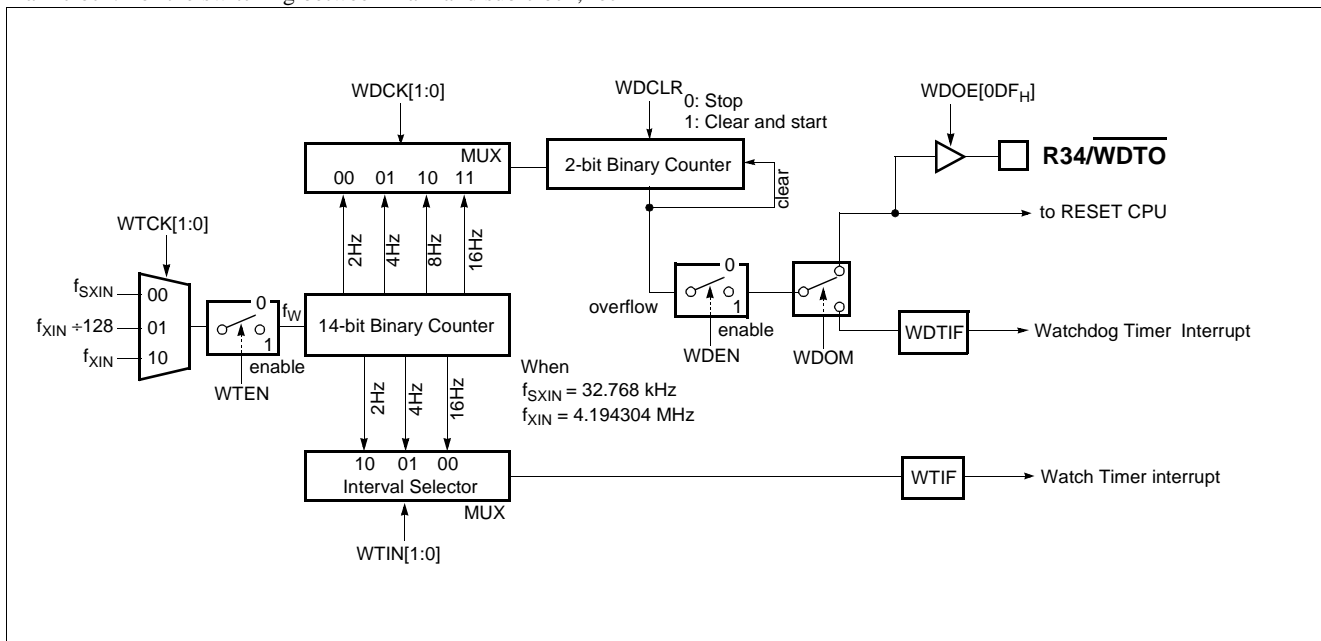 WDCK[1:0]
WDCLR
0: Stop
1: Clear and start
WDOE[0DFH]
MUX
00 01 10 11
2-bit Binary Counter
clear
R34/WDTO
to RESET CPU
WTCK[1:0]
2Hz
4Hz
8Hz
16Hz
fSXIN
00
fXIN ÷128
01
fXIN
10
0
1
enable
WTEN
fW
14-bit Binary Counter
overflow
0
1
enable
WDEN
WDOM
WDTIF
Watchdog Timer Interrupt
When
fSXIN = 32.768 kHz
fXIN = 4.194304 MHz
2Hz
4Hz
16Hz
10 01 00
Interval Selector
MUX
WTIN[1:0]
WTIF
Watch Timer interrupt